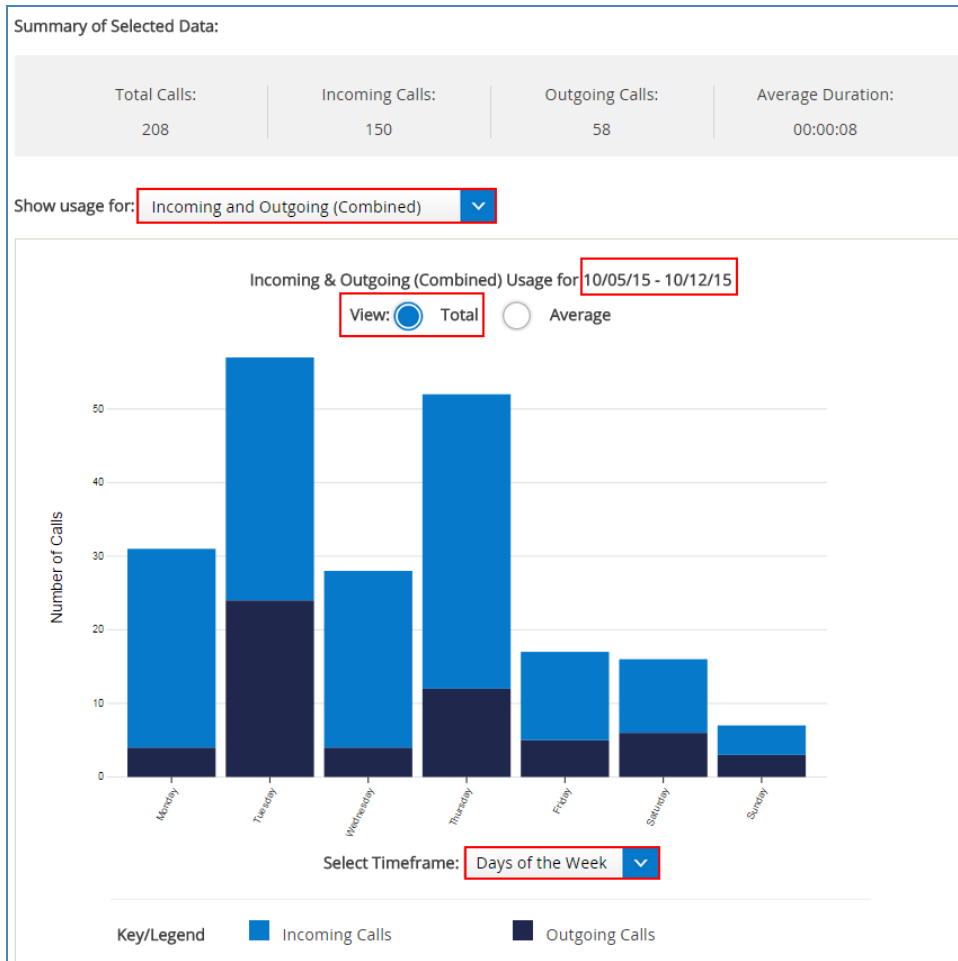 Summary of Selected Data:
Total Calls: Incoming Calls: Outgoing Calls: Average Duration:
208 150 58 00:00:08
Show usage for: Incoming and Outgoing (Combined)
Incoming & Outgoing (Combined) Usage for 10/05/15 - 10/12/15
View: Total Average
50
40
30
20
10
0
Number of Calls
Monday Tuesday Wednesday Thursday Friday Saturday Sunday
Select Timeframe: Days of the Week
Key/Legend Incoming Calls Outgoing Calls